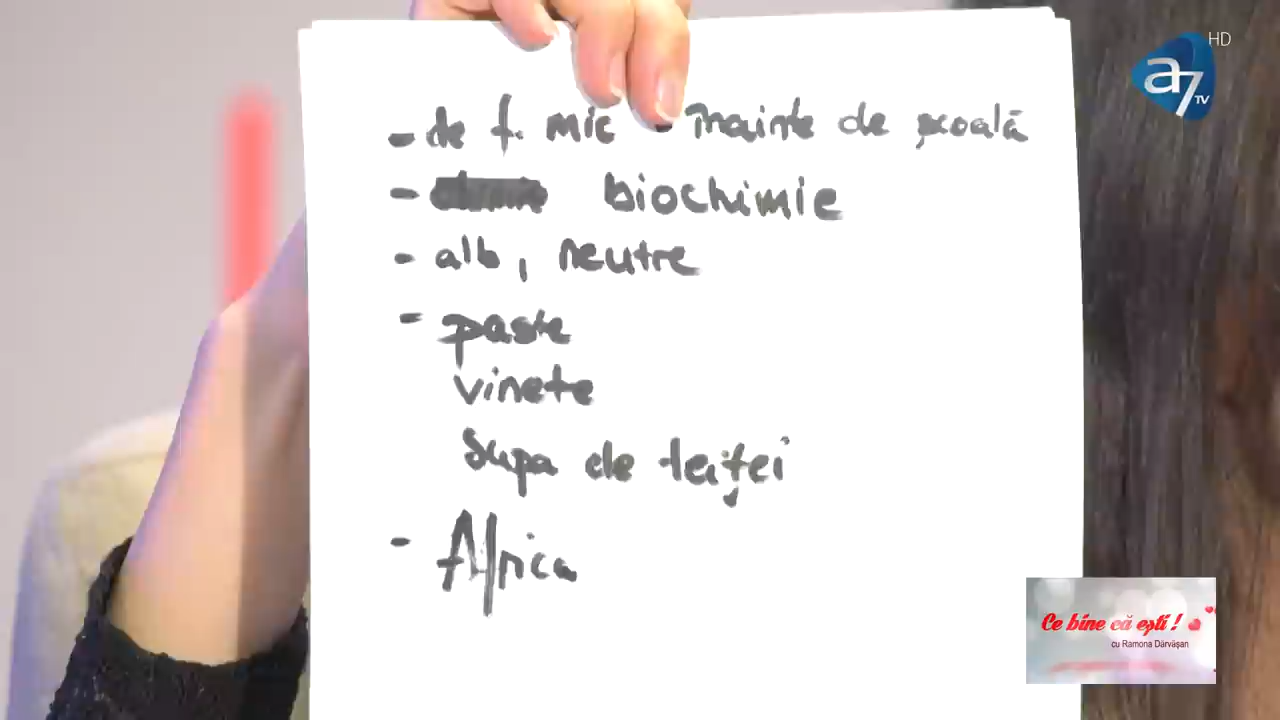 - de f. mic - înainte de școală
- biochimie
- alb, neutre
- paste
vinete
supa de tăiței
- Africa
a7 TV
HD
Ce bine că ești!
cu Ramona Dărvășan